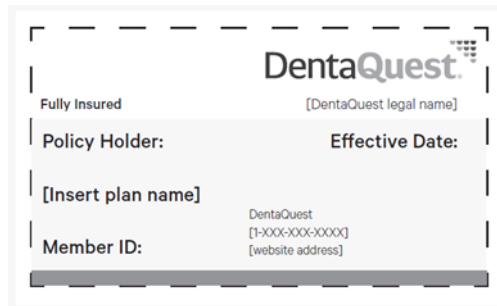 DentaQuest.
Fully Insured [DentaQuest legal name]
Policy Holder: Effective Date:
[Insert plan name]
DentaQuest
[1-XXX-XXX-XXXX]
Member ID: [website address]